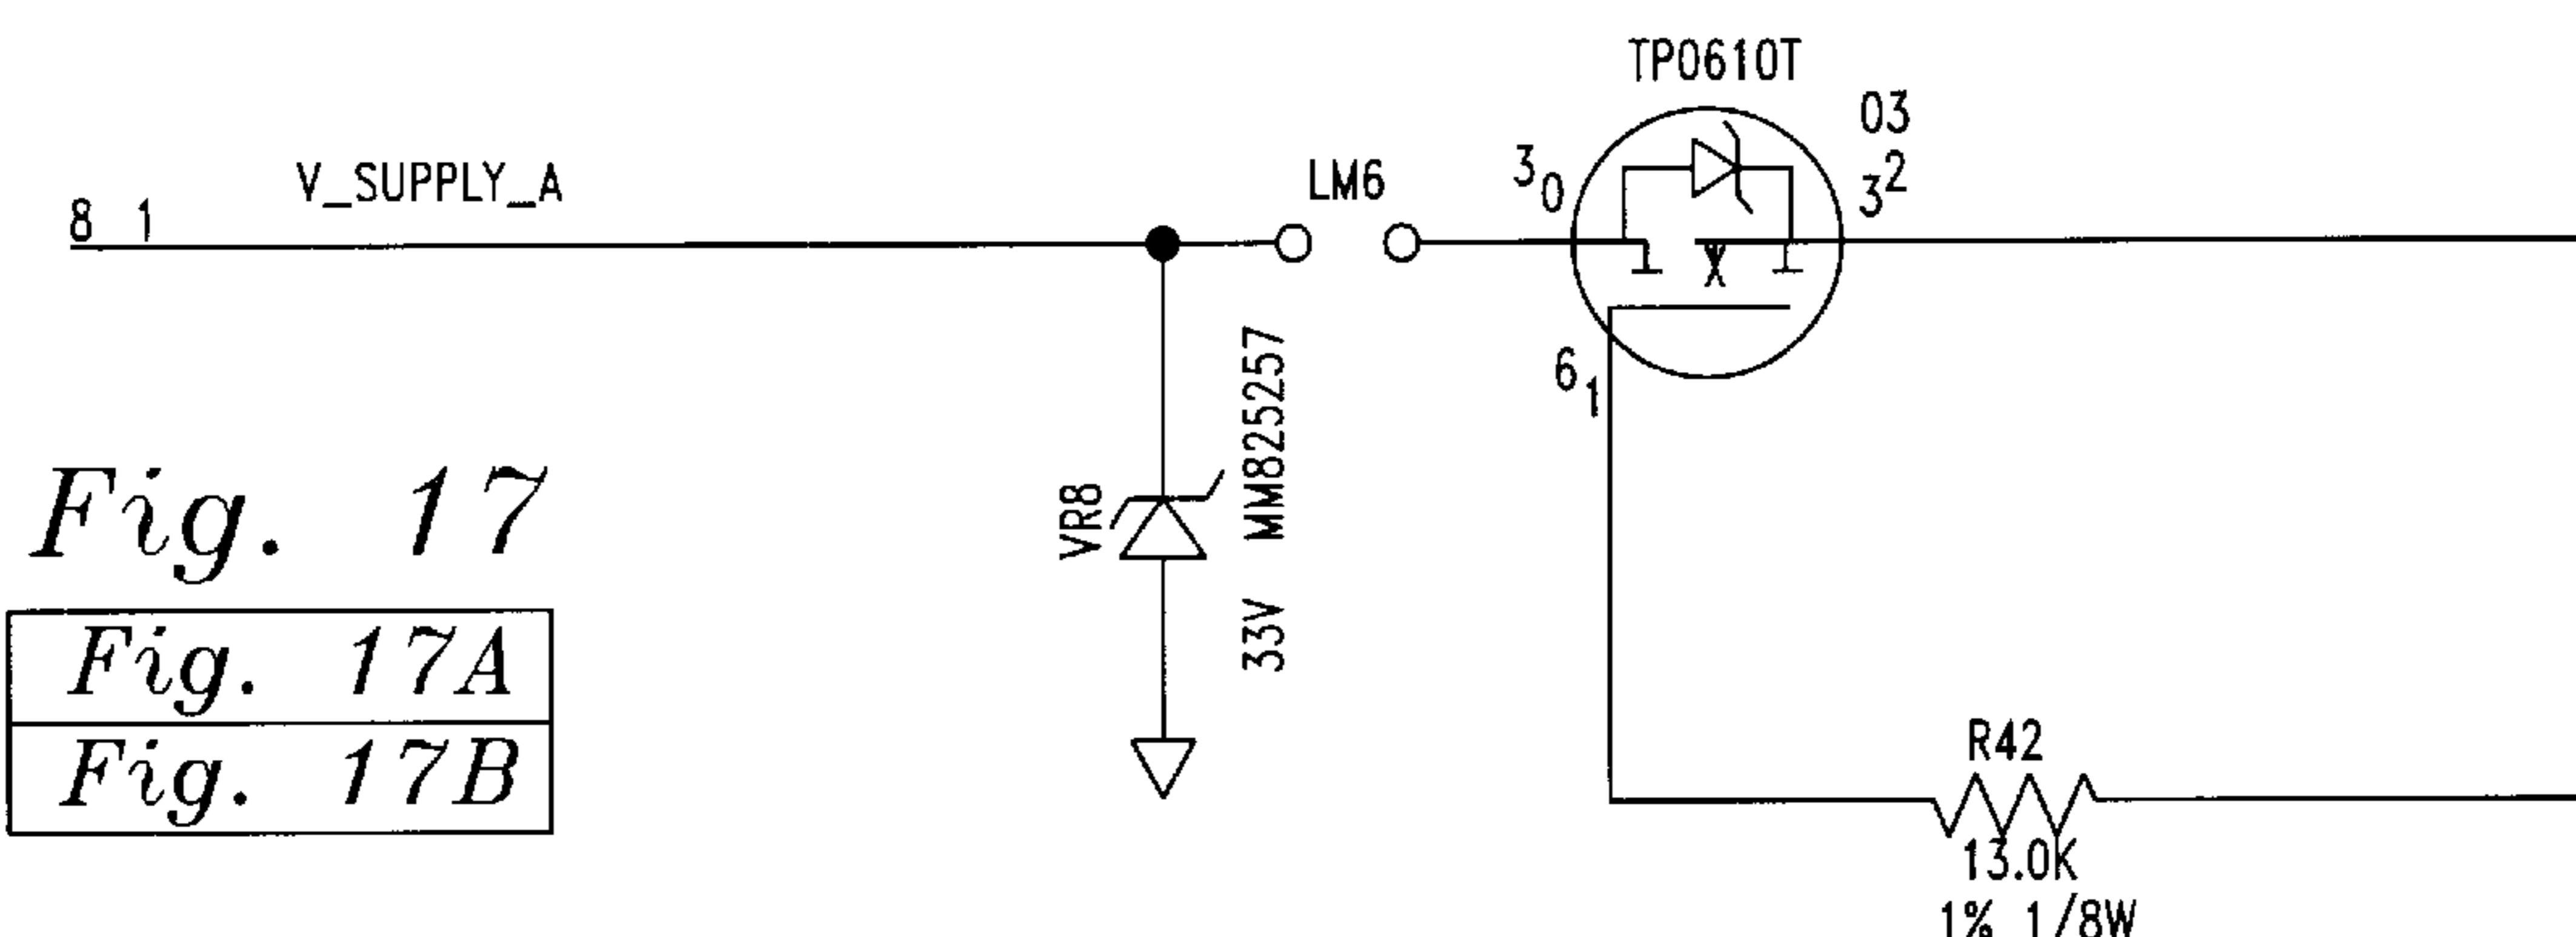 TP0610T
03
3 2
3 0
LM6
V_SUPPLY_A
8 1
6 1
VR8
33V MM825257
R42
13.0K
1% 1/8W
Fig. 17
Fig. 17A
Fig. 17B